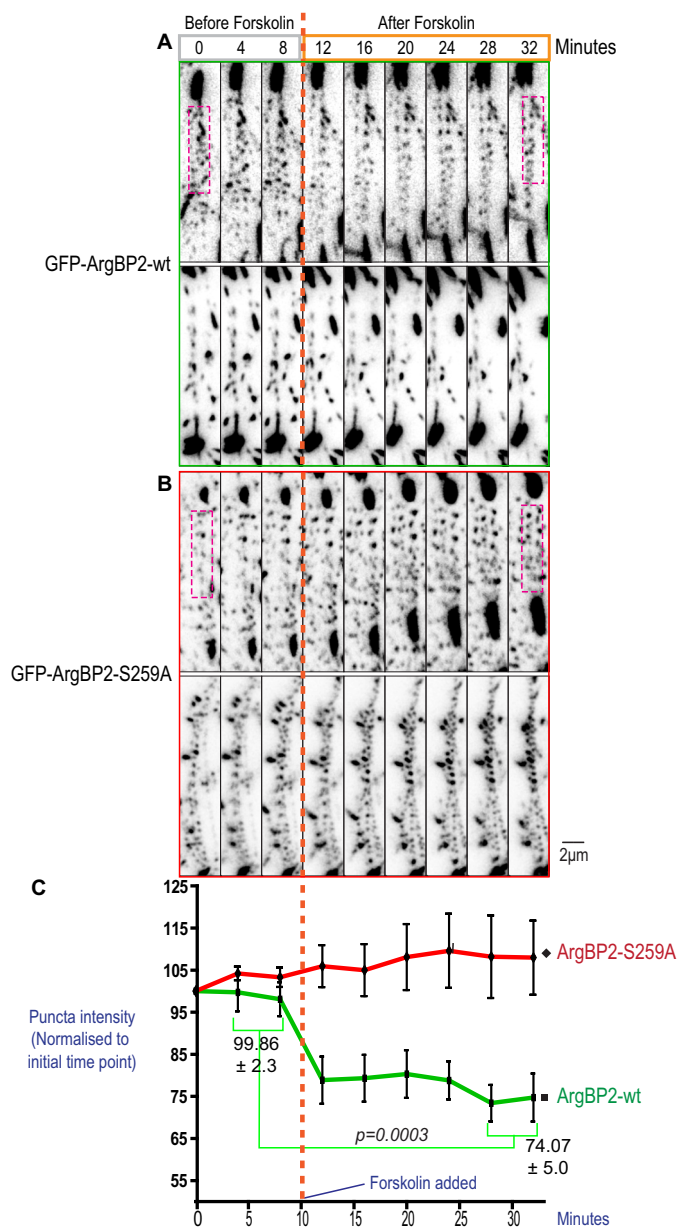 Before Forskolin After Forskolin
A
0 4 8 12 16 20 24 28 32 Minutes
GFP-ArgBP2-wt
B
GFP-ArgBP2-S259A
2µm
C
125
115
105
95
85
75
65
55
Puncta intensity
(Normalised to
initial time point)
ArgBP2-S259A
ArgBP2-wt
99.86
± 2.3
p=0.0003
74.07
± 5.0
Forskolin added
0 5 10 15 20 25 30 Minutes